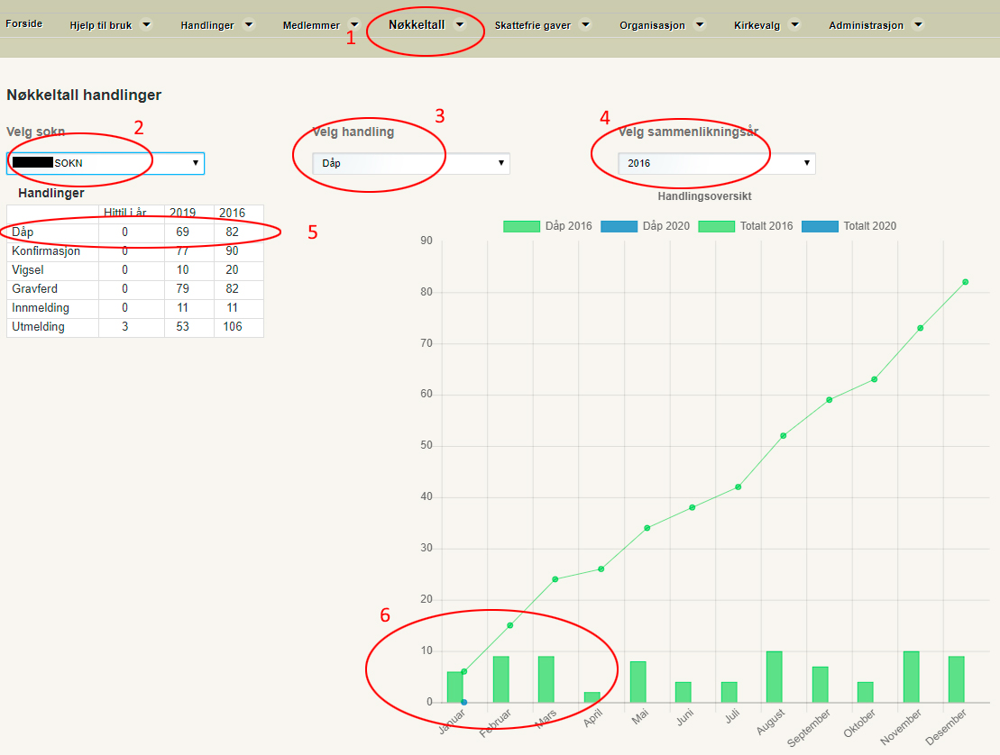 Forside Hjelp til bruk Handlinger Medlemmer Nøkkeltall Skattefrie gaver Organisasjon Kirkevalg Administrasjon
1
Nøkkeltall handlinger
Velg sokn 2 Velg handling 3 Velg sammenlikningsår 4
SOKN Dåp 2016
Handlinger
Hittil i år 2019 2016
Dåp 0 69 82 5
Konfirmasjon 0 77 90
Vigsel 0 10 20
Gravferd 0 79 82
Innmelding 0 11 11
Utmelding 3 53 106
Handlingsoversikt
Dåp 2016 Dåp 2020 Totalt 2016 Totalt 2020
90
80
70
60
50
40
30
20
6
10
0
Januar Februar Mars April Mai Juni Juli August September Oktober November Desember